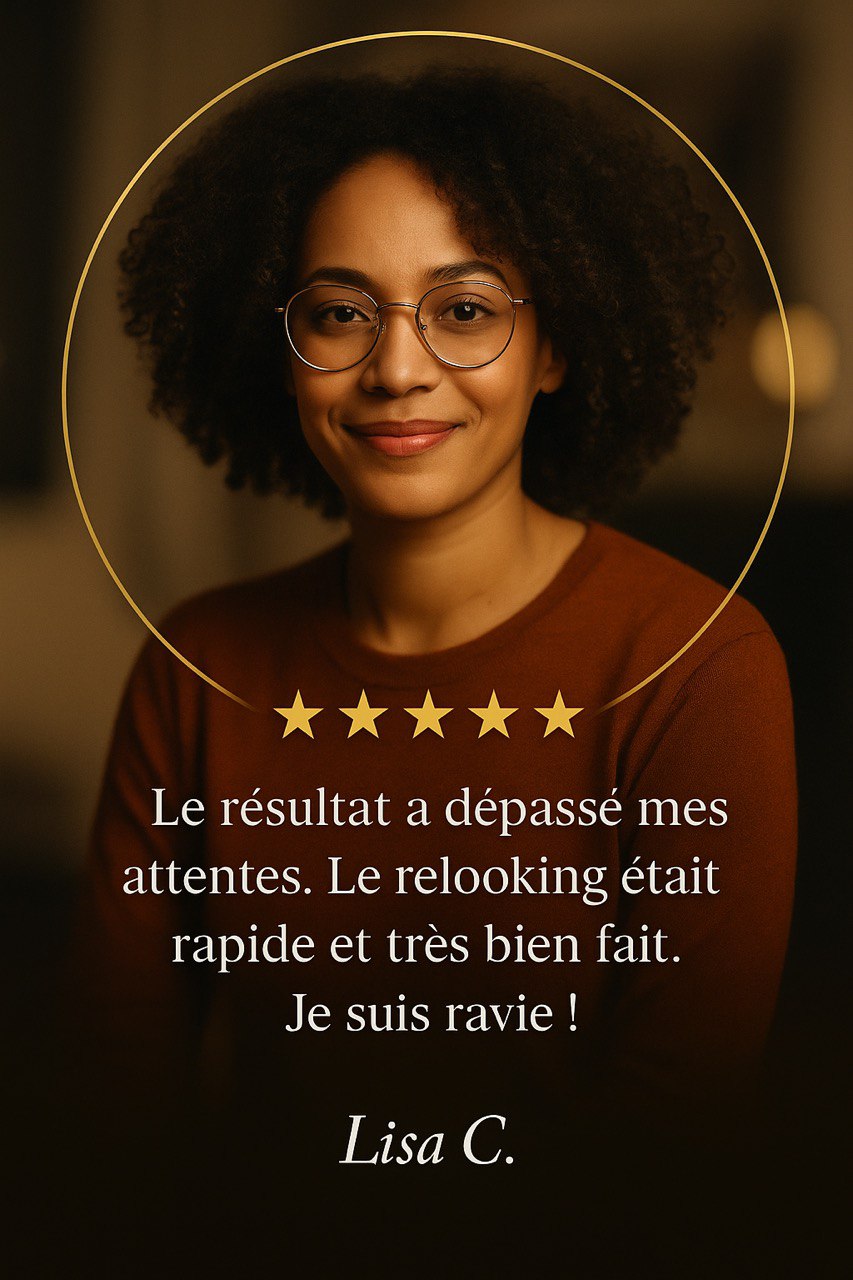 Le résultat a dépassé mes
attentes. Le relooking était
rapide et très bien fait.
Je suis ravie !
Lisa C.